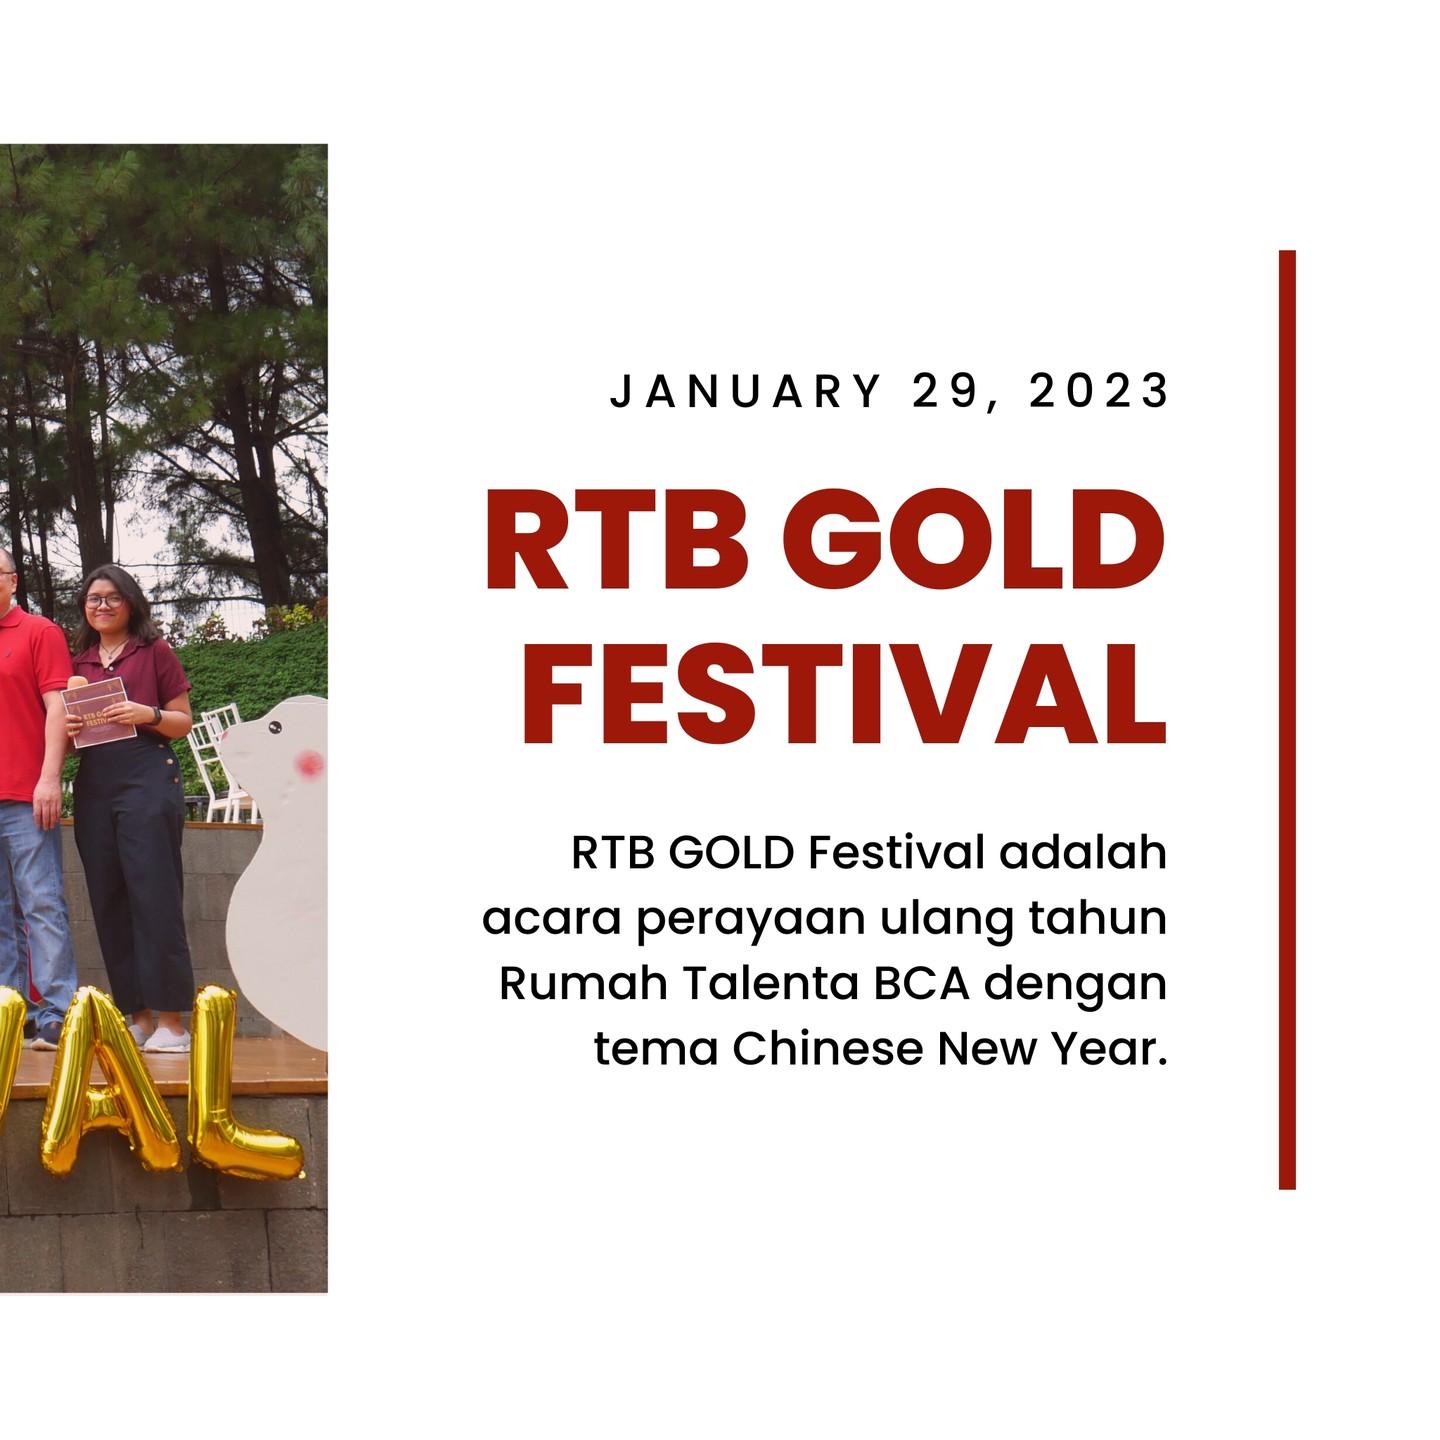 JANUARY 29, 2023
RTB GOLD
FESTIVAL
RTB GOLD Festival adalah
acara perayaan ulang tahun
Rumah Talenta BCA dengan
tema Chinese New Year.
VAL